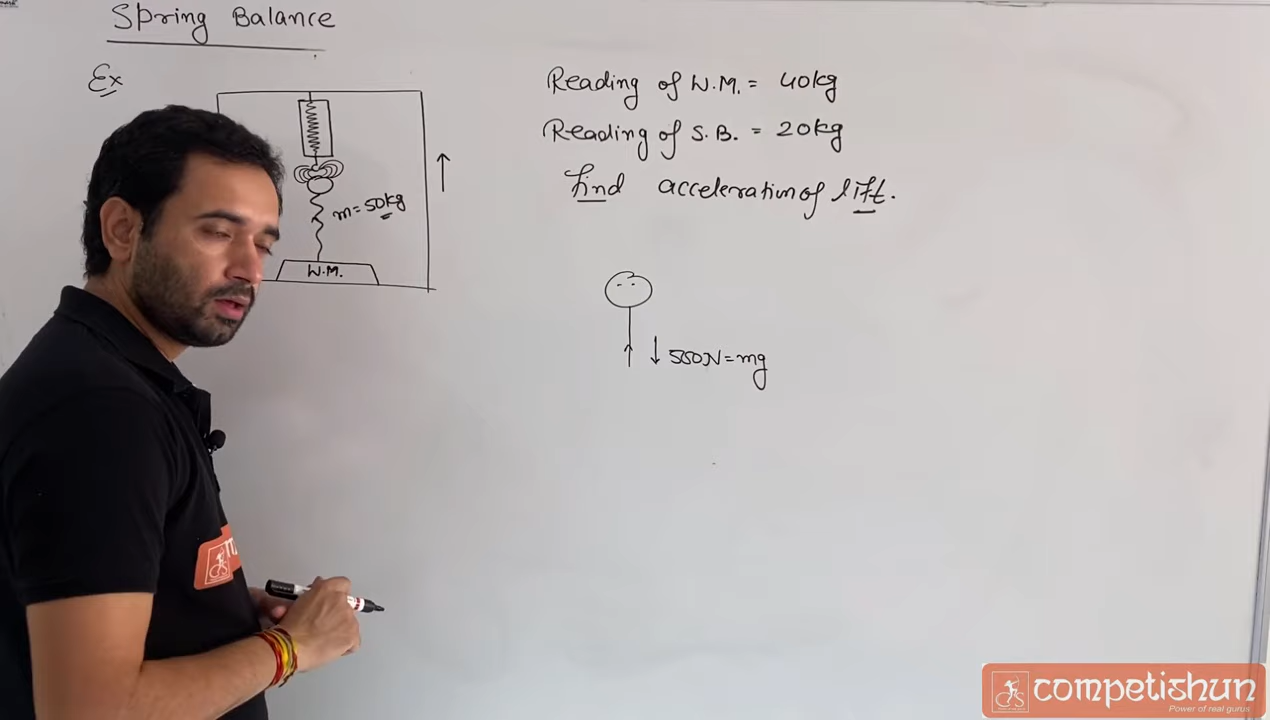 Spring Balance
Ex
Reading of W.M. = 40kg
Reading of S.B. = 20kg
find acceleration of lift.
m = 50kg
W.M.
550N = mg
competishun
Power of real gurus